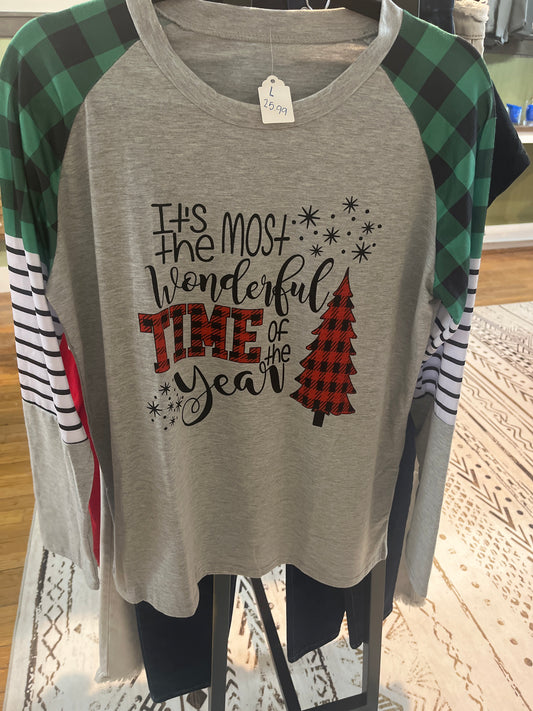 L
25.99
It's
the most
Wonderful
TIME of
the
year